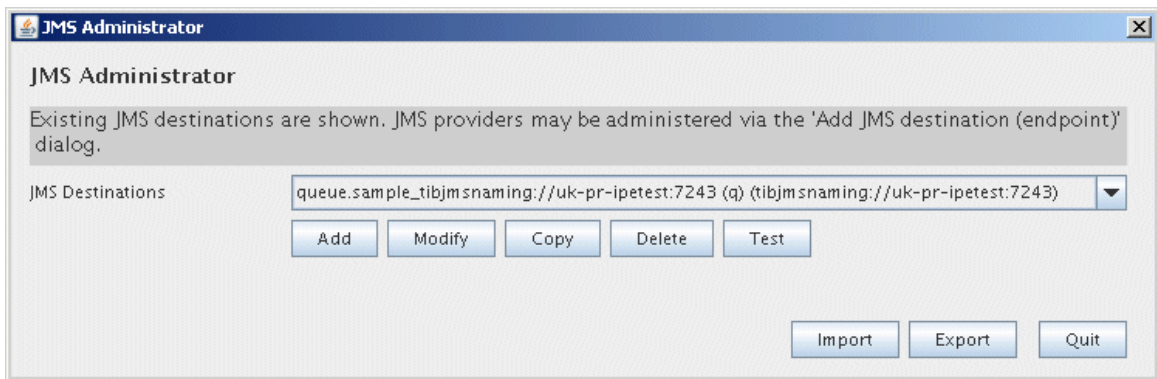 JMS Administrator
JMS Administrator
Existing JMS destinations are shown. JMS providers may be administered via the 'Add JMS destination (endpoint)'
dialog.
JMS Destinations queue.sample_tibjmsnaming://uk-pr-ipetest:7243 (q) (tibjmsnaming://uk-pr-ipetest:7243)
Add Modify Copy Delete Test
Import Export Quit